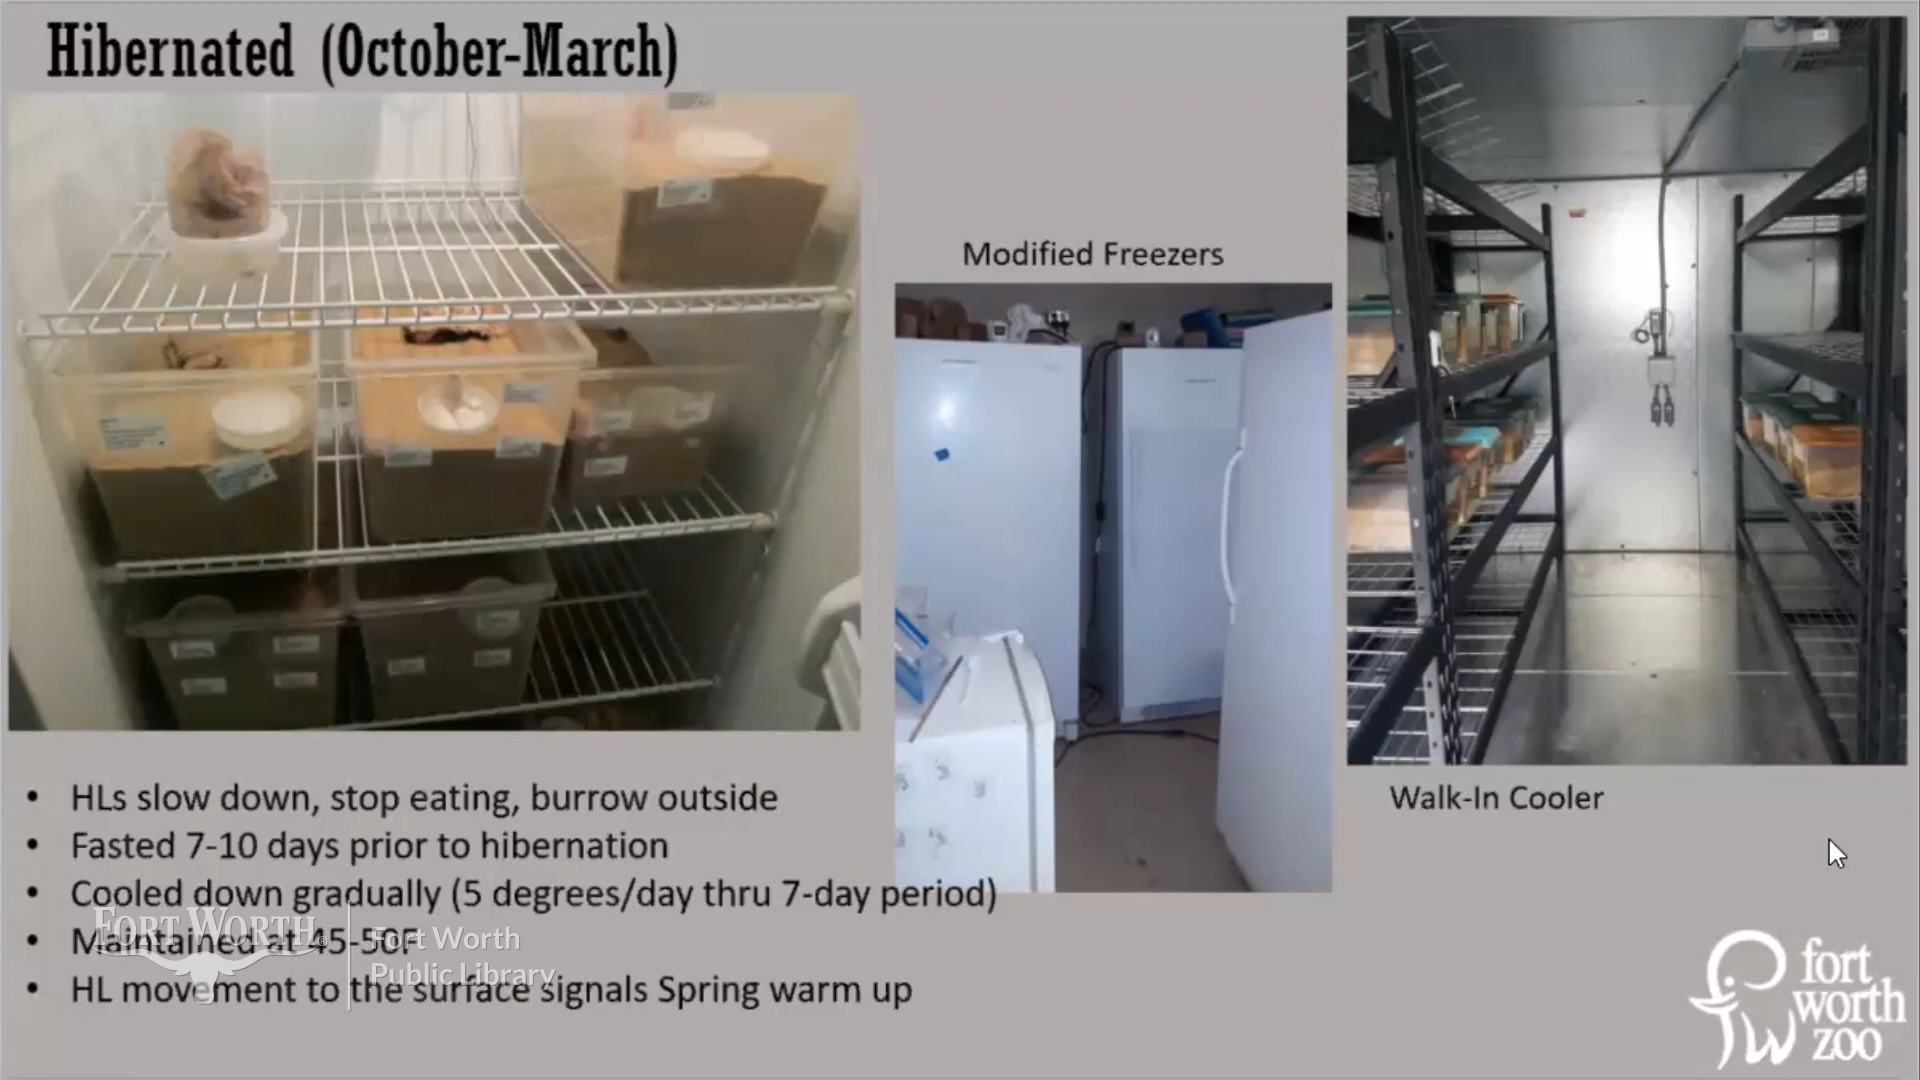 Hibernated (October-March)
Modified Freezers
Walk-In Cooler
• HLs slow down, stop eating, burrow outside
• Fasted 7-10 days prior to hibernation
• Cooled down gradually (5 degrees/day thru 7-day period)
• Maintained at 45-50F
• HL movement to the surface signals Spring warm up
FORT WORTH®
Fort Worth
Public Library
fort
worth
zoo